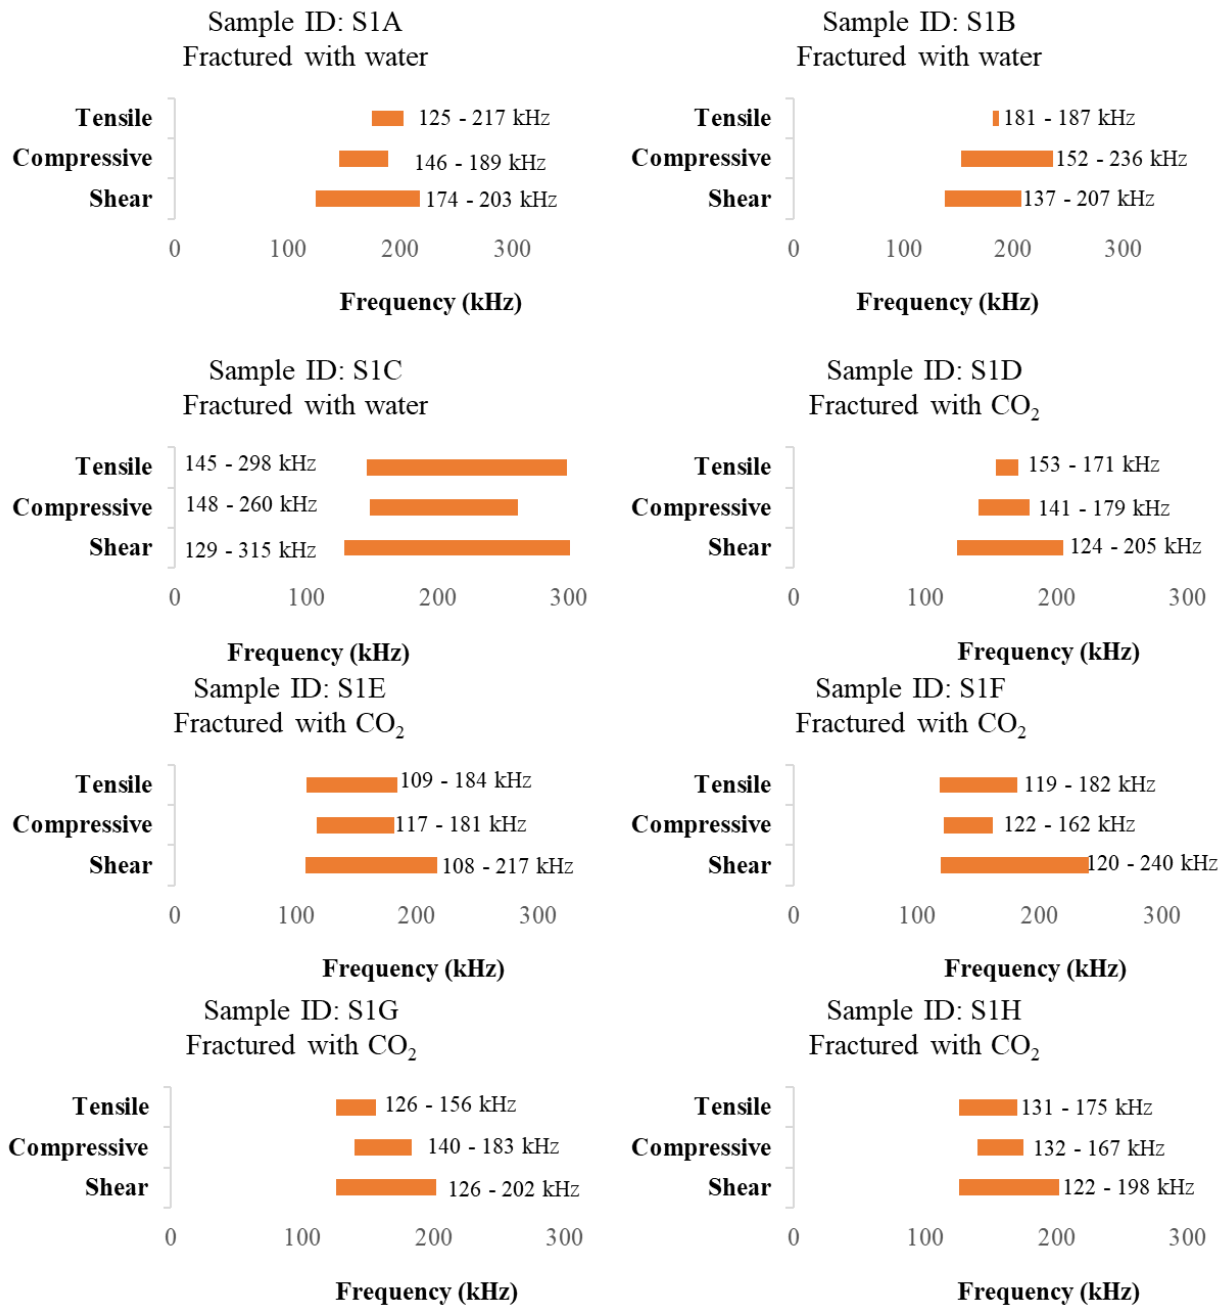 Sample ID: S1A
Fractured with water
Tensile 125 - 217 kHz
Compressive 146 - 189 kHz
Shear 174 - 203 kHz
0 100 200 300
Frequency (kHz)
Sample ID: S1B
Fractured with water
Tensile 181 - 187 kHz
Compressive 152 - 236 kHz
Shear 137 - 207 kHz
0 100 200 300
Frequency (kHz)
Sample ID: S1C
Fractured with water
Tensile 145 - 298 kHz
Compressive 148 - 260 kHz
Shear 129 - 315 kHz
0 100 200 300
Frequency (kHz)
Sample ID: S1D
Fractured with CO₂
Tensile 153 - 171 kHz
Compressive 141 - 179 kHz
Shear 124 - 205 kHz
0 100 200 300
Frequency (kHz)
Sample ID: S1E
Fractured with CO₂
Tensile 109 - 184 kHz
Compressive 117 - 181 kHz
Shear 108 - 217 kHz
0 100 200 300
Frequency (kHz)
Sample ID: S1F
Fractured with CO₂
Tensile 119 - 182 kHz
Compressive 122 - 162 kHz
Shear 120 - 240 kHz
0 100 200 300
Frequency (kHz)
Sample ID: S1G
Fractured with CO₂
Tensile 126 - 156 kHz
Compressive 140 - 183 kHz
Shear 126 - 202 kHz
0 100 200 300
Frequency (kHz)
Sample ID: S1H
Fractured with CO₂
Tensile 131 - 175 kHz
Compressive 132 - 167 kHz
Shear 122 - 198 kHz
0 100 200 300
Frequency (kHz)